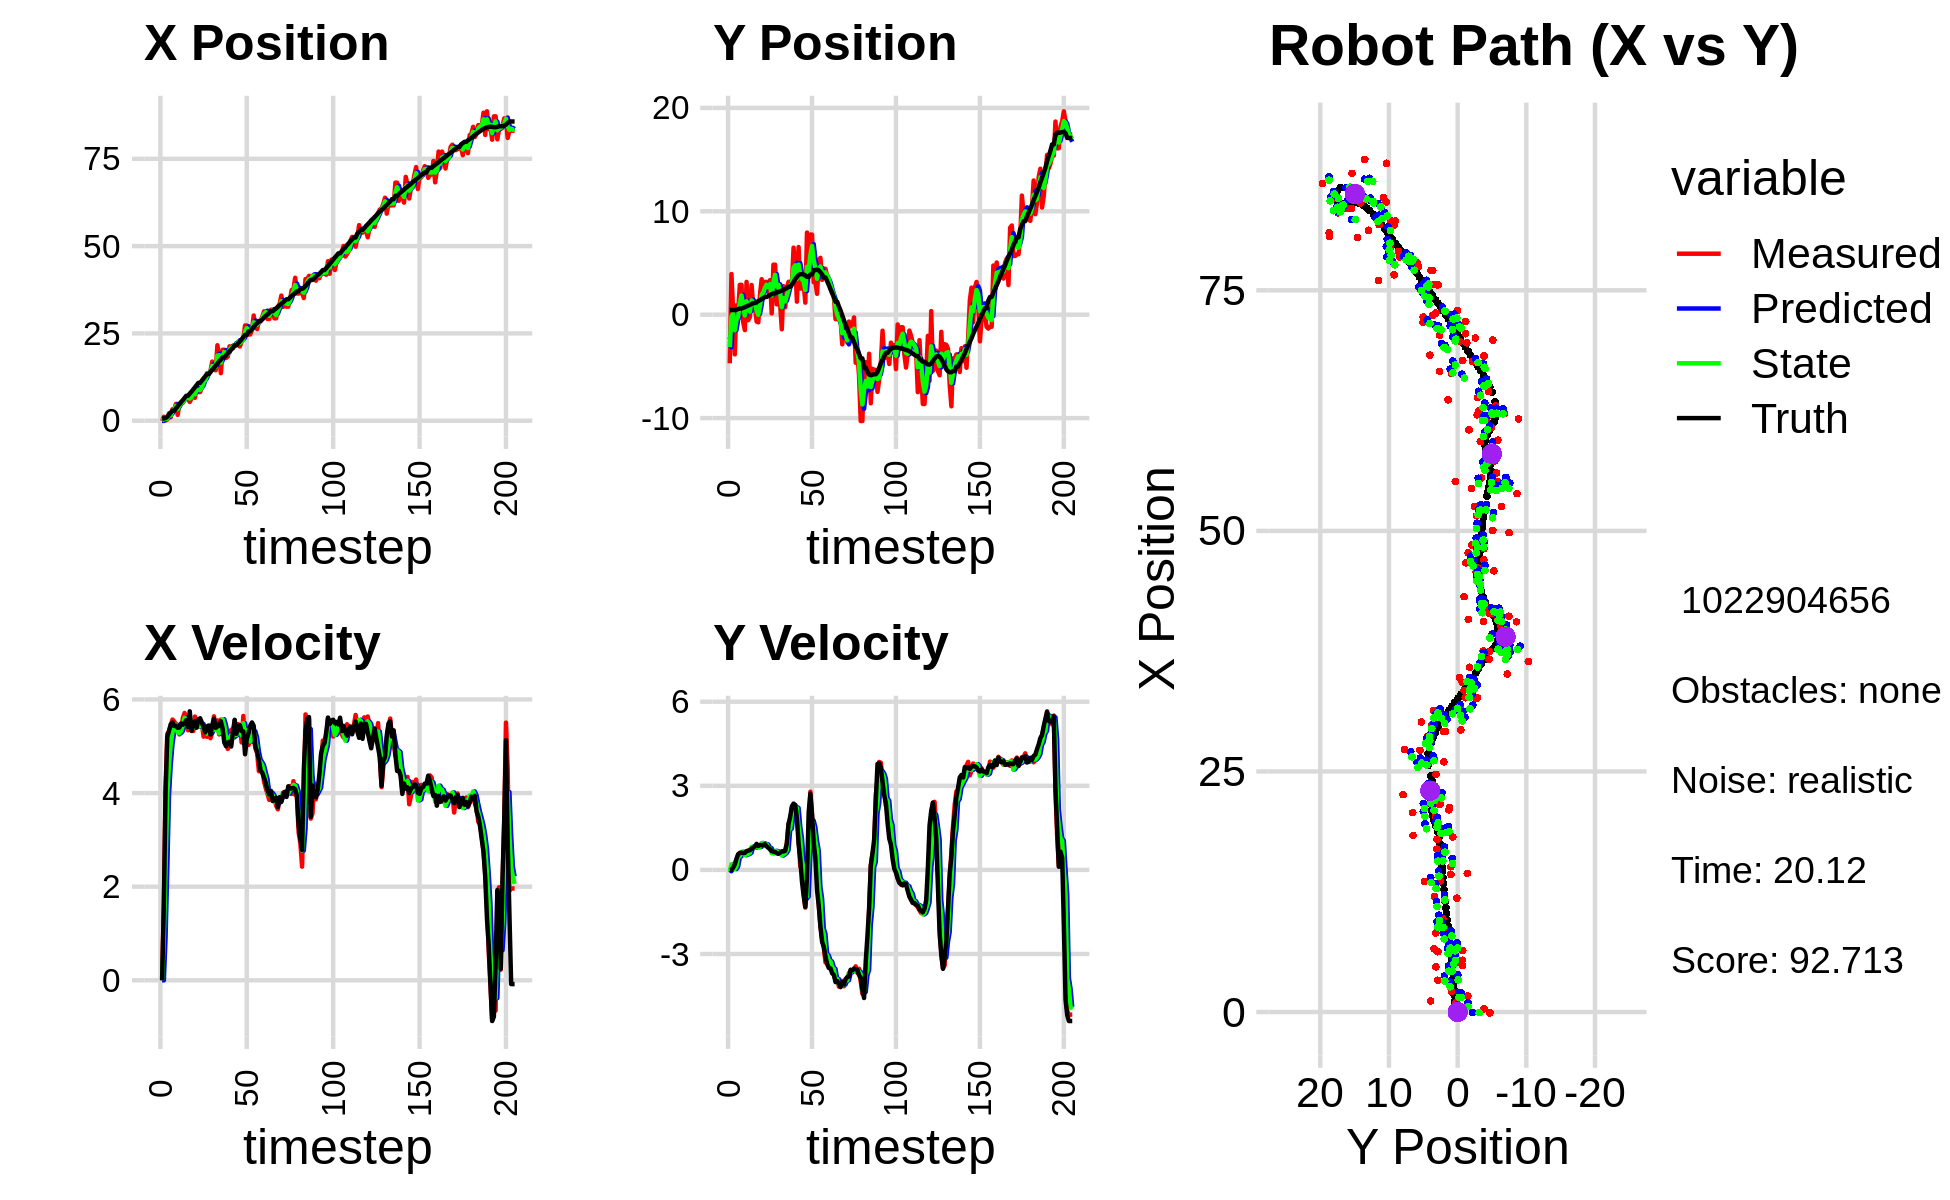 X Position
75
50
25
0
0 50 100 150 200
timestep
Y Position
20
10
0
-10
0 50 100 150 200
timestep
X Velocity
6
4
2
0
0 50 100 150 200
timestep
Y Velocity
6
3
0
-3
0 50 100 150 200
timestep
Robot Path (X vs Y)
X Position
75
50
25
0
20 10 0 -10 -20
Y Position
variable
Measured
Predicted
State
Truth
1022904656
Obstacles: none
Noise: realistic
Time: 20.12
Score: 92.713